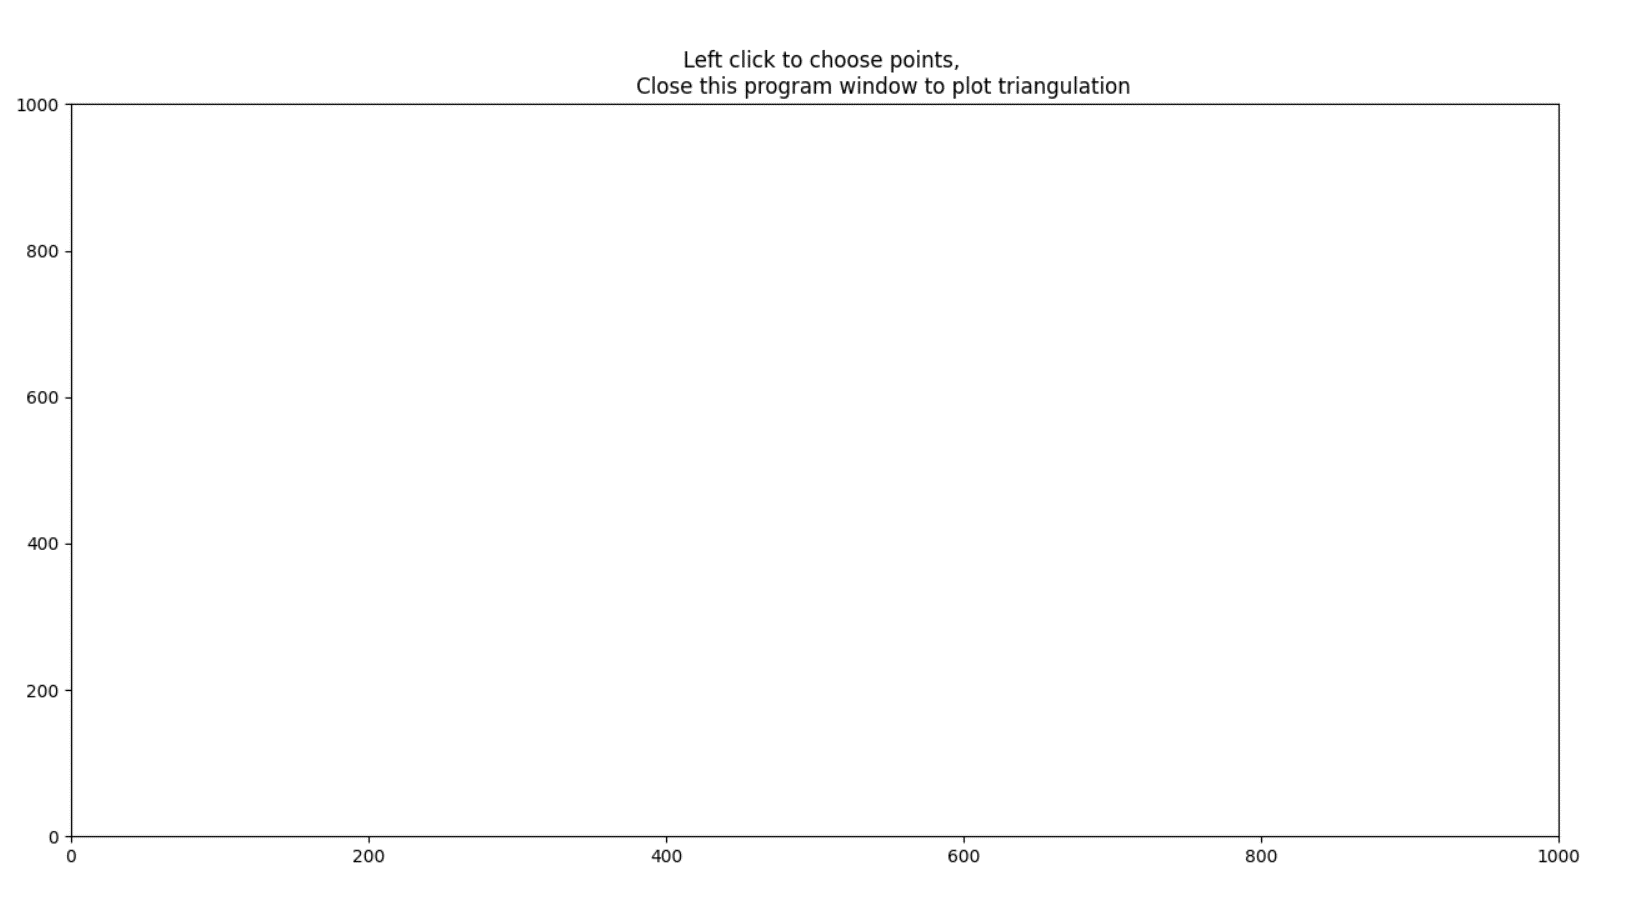 Left click to choose points,
Close this program window to plot triangulation
1000
800
600
400
200
0
0 200 400 600 800 1000